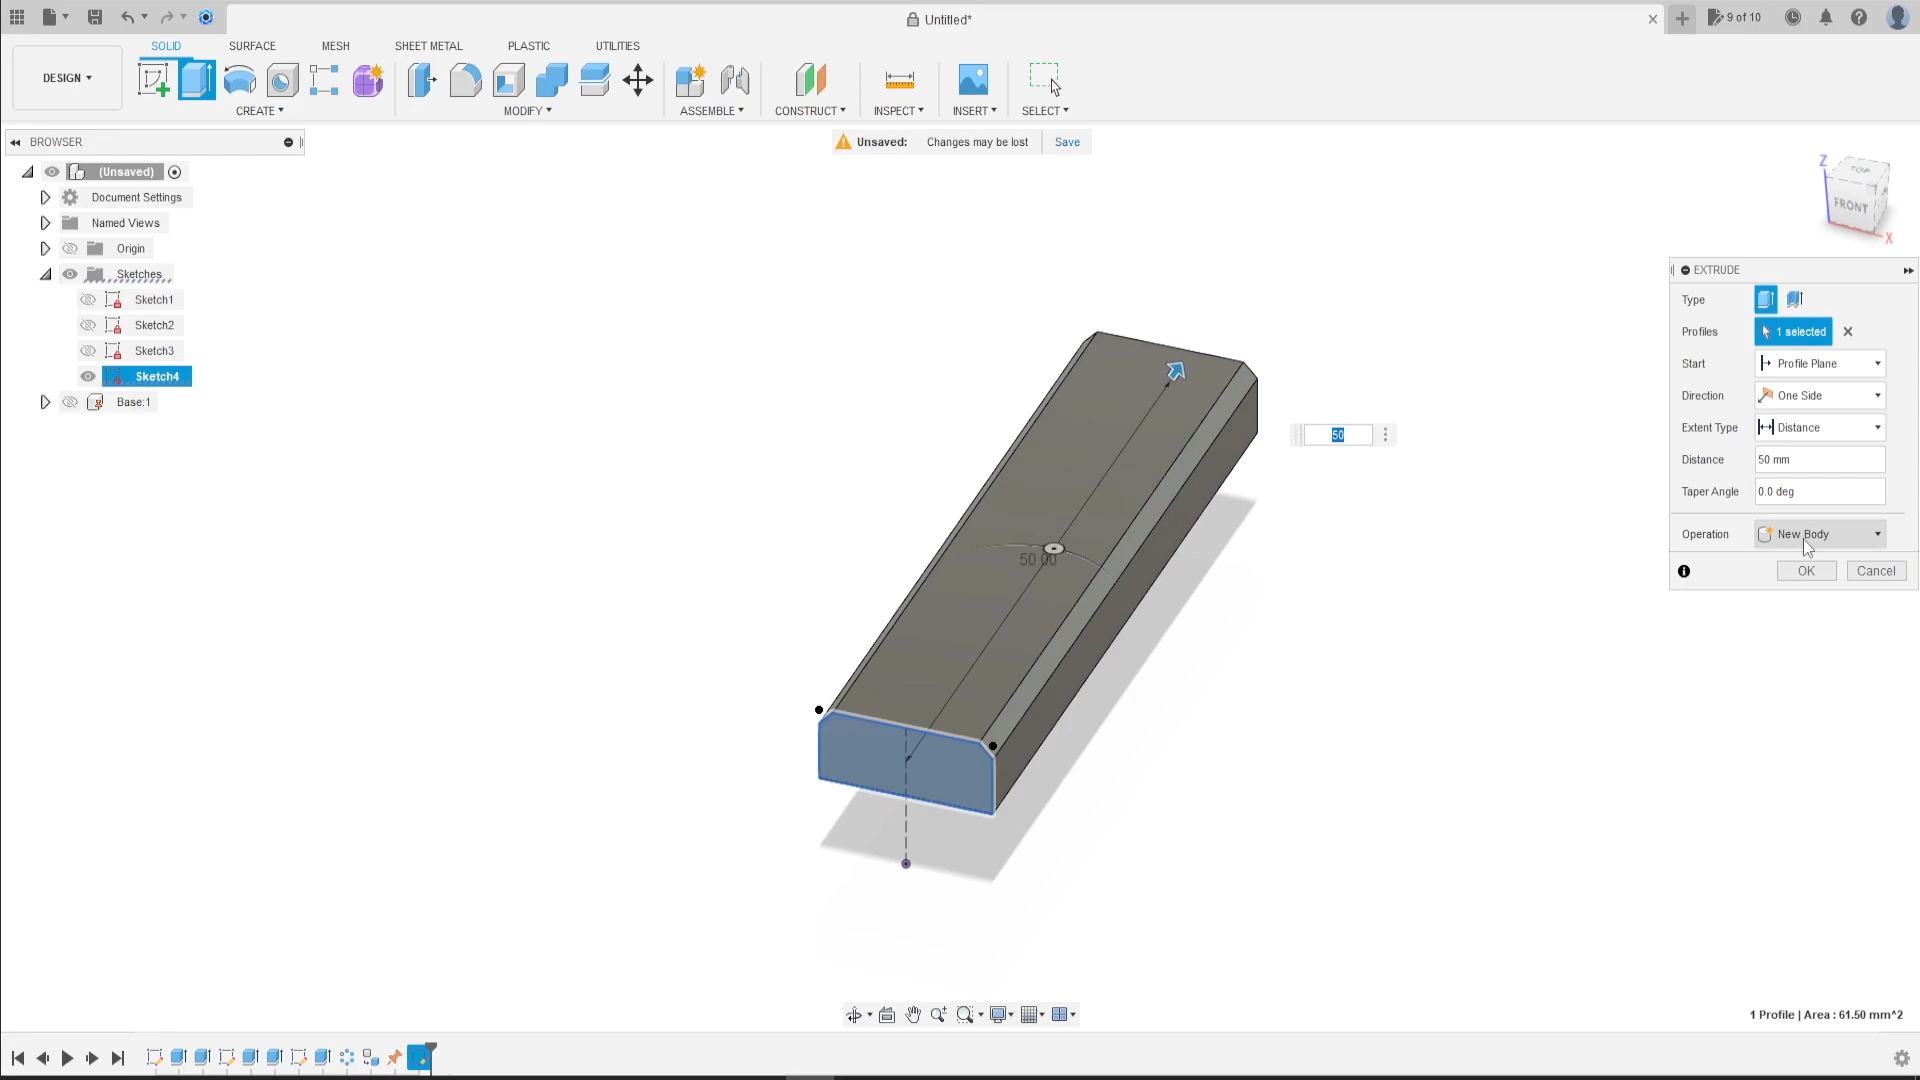 Untitled*
9 of 10
DESIGN
SOLID
SURFACE
MESH
SHEET METAL
PLASTIC
UTILITIES
CREATE
MODIFY
ASSEMBLE
CONSTRUCT
INSPECT
INSERT
SELECT
BROWSER
Unsaved: Changes may be lost Save
(Unsaved)
Document Settings
Named Views
Origin
Sketches
Sketch1
Sketch2
Sketch3
Sketch4
Base:1
Z
TOP
FRONT
X
EXTRUDE
Type
Profiles 1 selected
Start Profile Plane
Direction One Side
Extent Type Distance
Distance 50 mm
Taper Angle 0.0 deg
Operation New Body
OK Cancel
50
50.00
1 Profile | Area : 61.50 mm^2